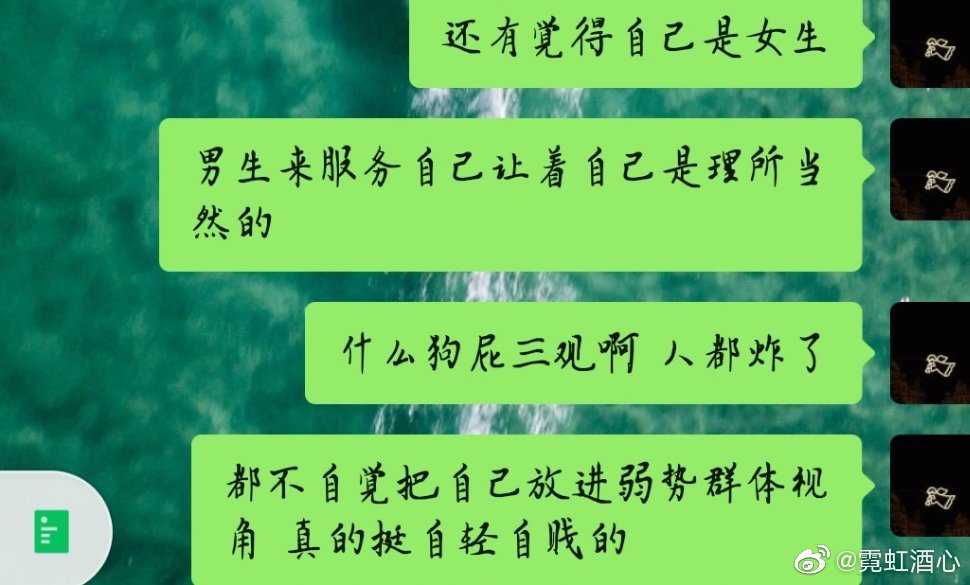 还有觉得自己是女生
男生来服务自己让着自己是理所当
然的
什么狗屁三观啊 人都炸了
都不自觉把自己放进弱势群体视
角 真的挺自轻自贱的
@霓虹酒心